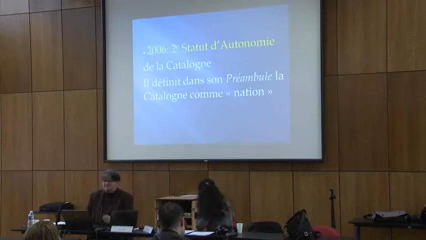 -2006: 2e Statut d’Autonomie
de la Catalogne
Il définit dans son Préambule la
Catalogne comme « nation »